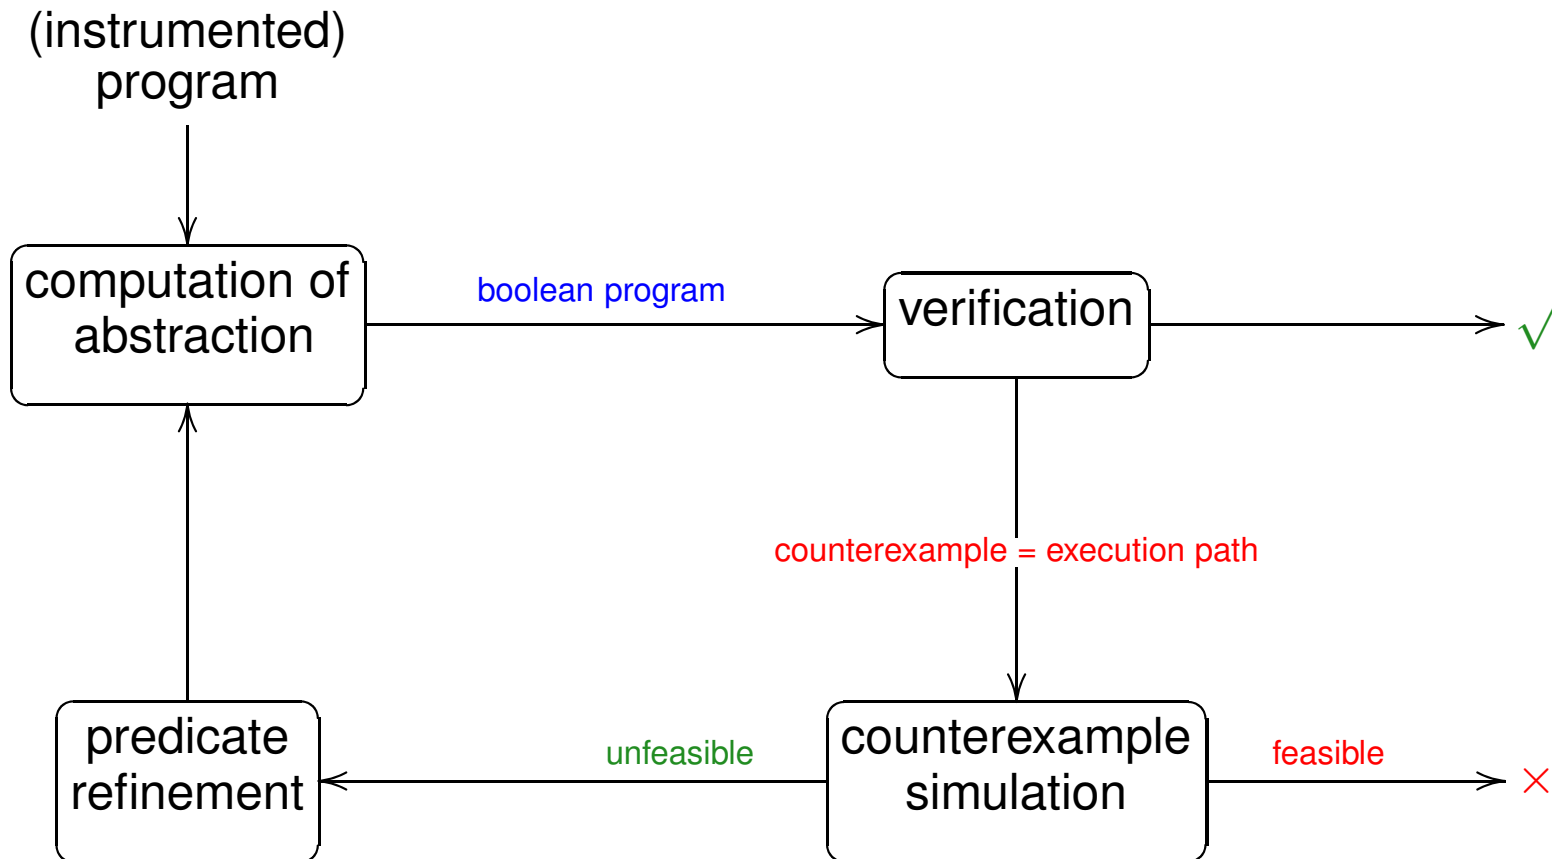 (instrumented)
program
computation of
abstraction
boolean program
verification
√
counterexample = execution path
predicate
refinement
unfeasible
counterexample
simulation
feasible
×